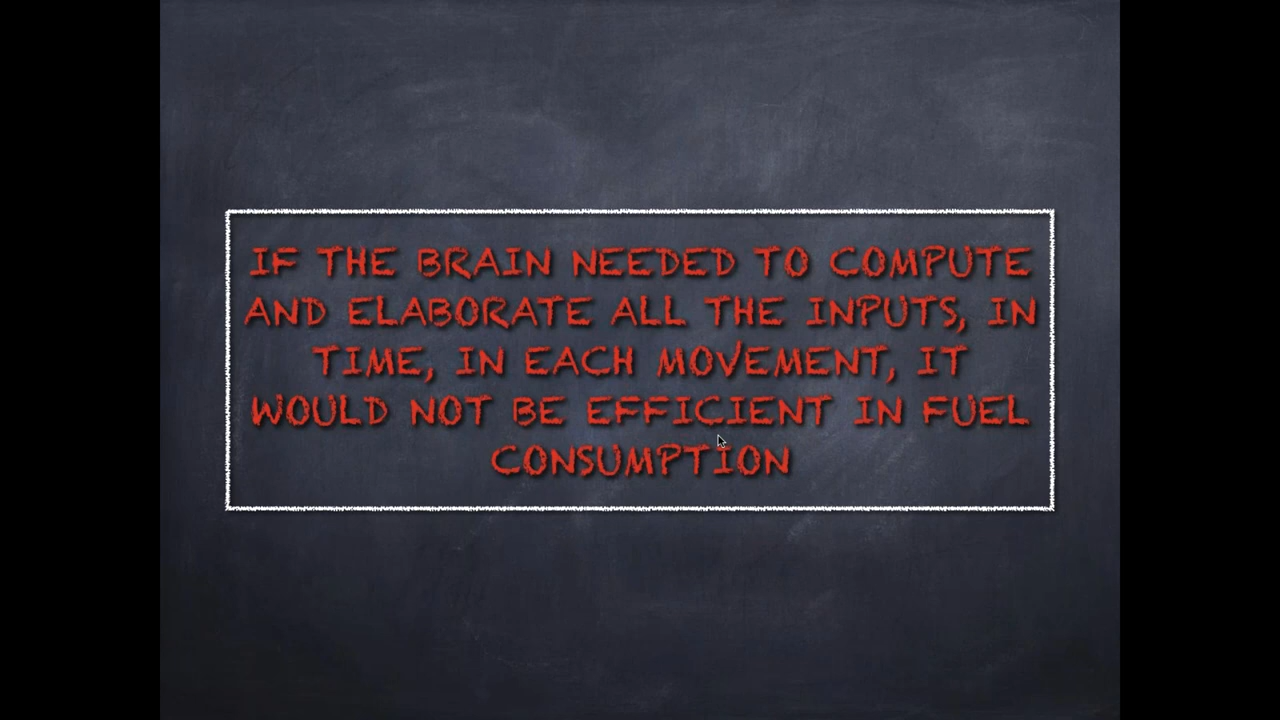 IF THE BRAIN NEEDED TO COMPUTE
AND ELABORATE ALL THE INPUTS, IN
TIME, IN EACH MOVEMENT, IT
WOULD NOT BE EFFICIENT IN FUEL
CONSUMPTION